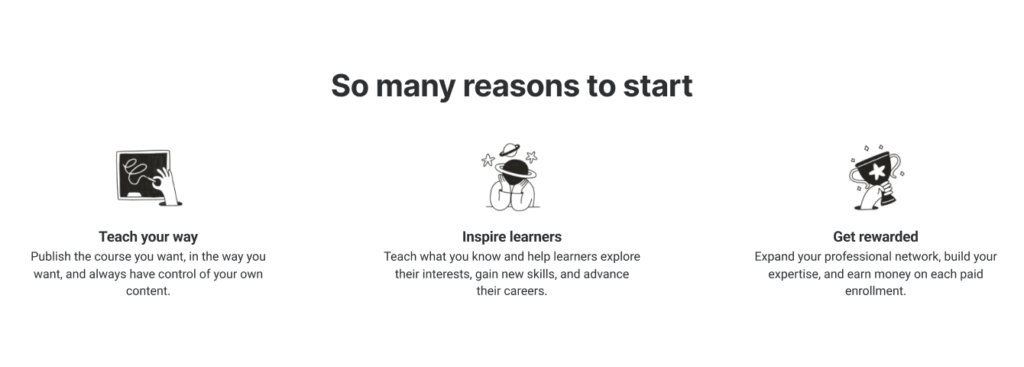 So many reasons to start
Teach your way
Publish the course you want, in the way you
want, and always have control of your own
content.
Inspire learners
Teach what you know and help learners explore
their interests, gain new skills, and advance
their careers.
Get rewarded
Expand your professional network, build your
expertise, and earn money on each paid
enrollment.